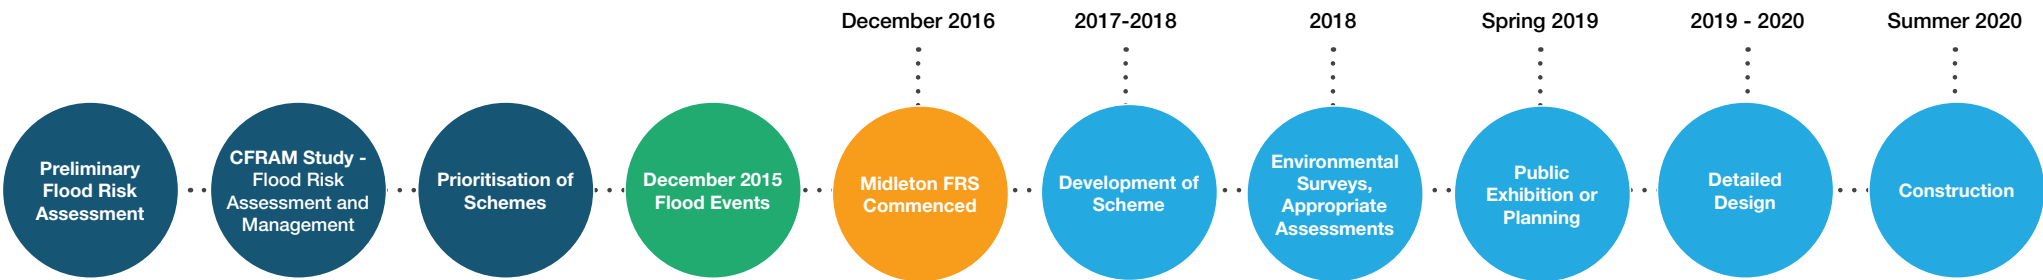 December 2016
2017-2018
2018
Spring 2019
2019 - 2020
Summer 2020
Preliminary
Flood Risk
Assessment
CFRAM Study -
Flood Risk
Assessment and
Management
Prioritisation of
Schemes
December 2015
Flood Events
Midleton FRS
Commenced
Development of
Scheme
Environmental
Surveys,
Appropriate
Assessments
Public
Exhibition or
Planning
Detailed
Design
Construction